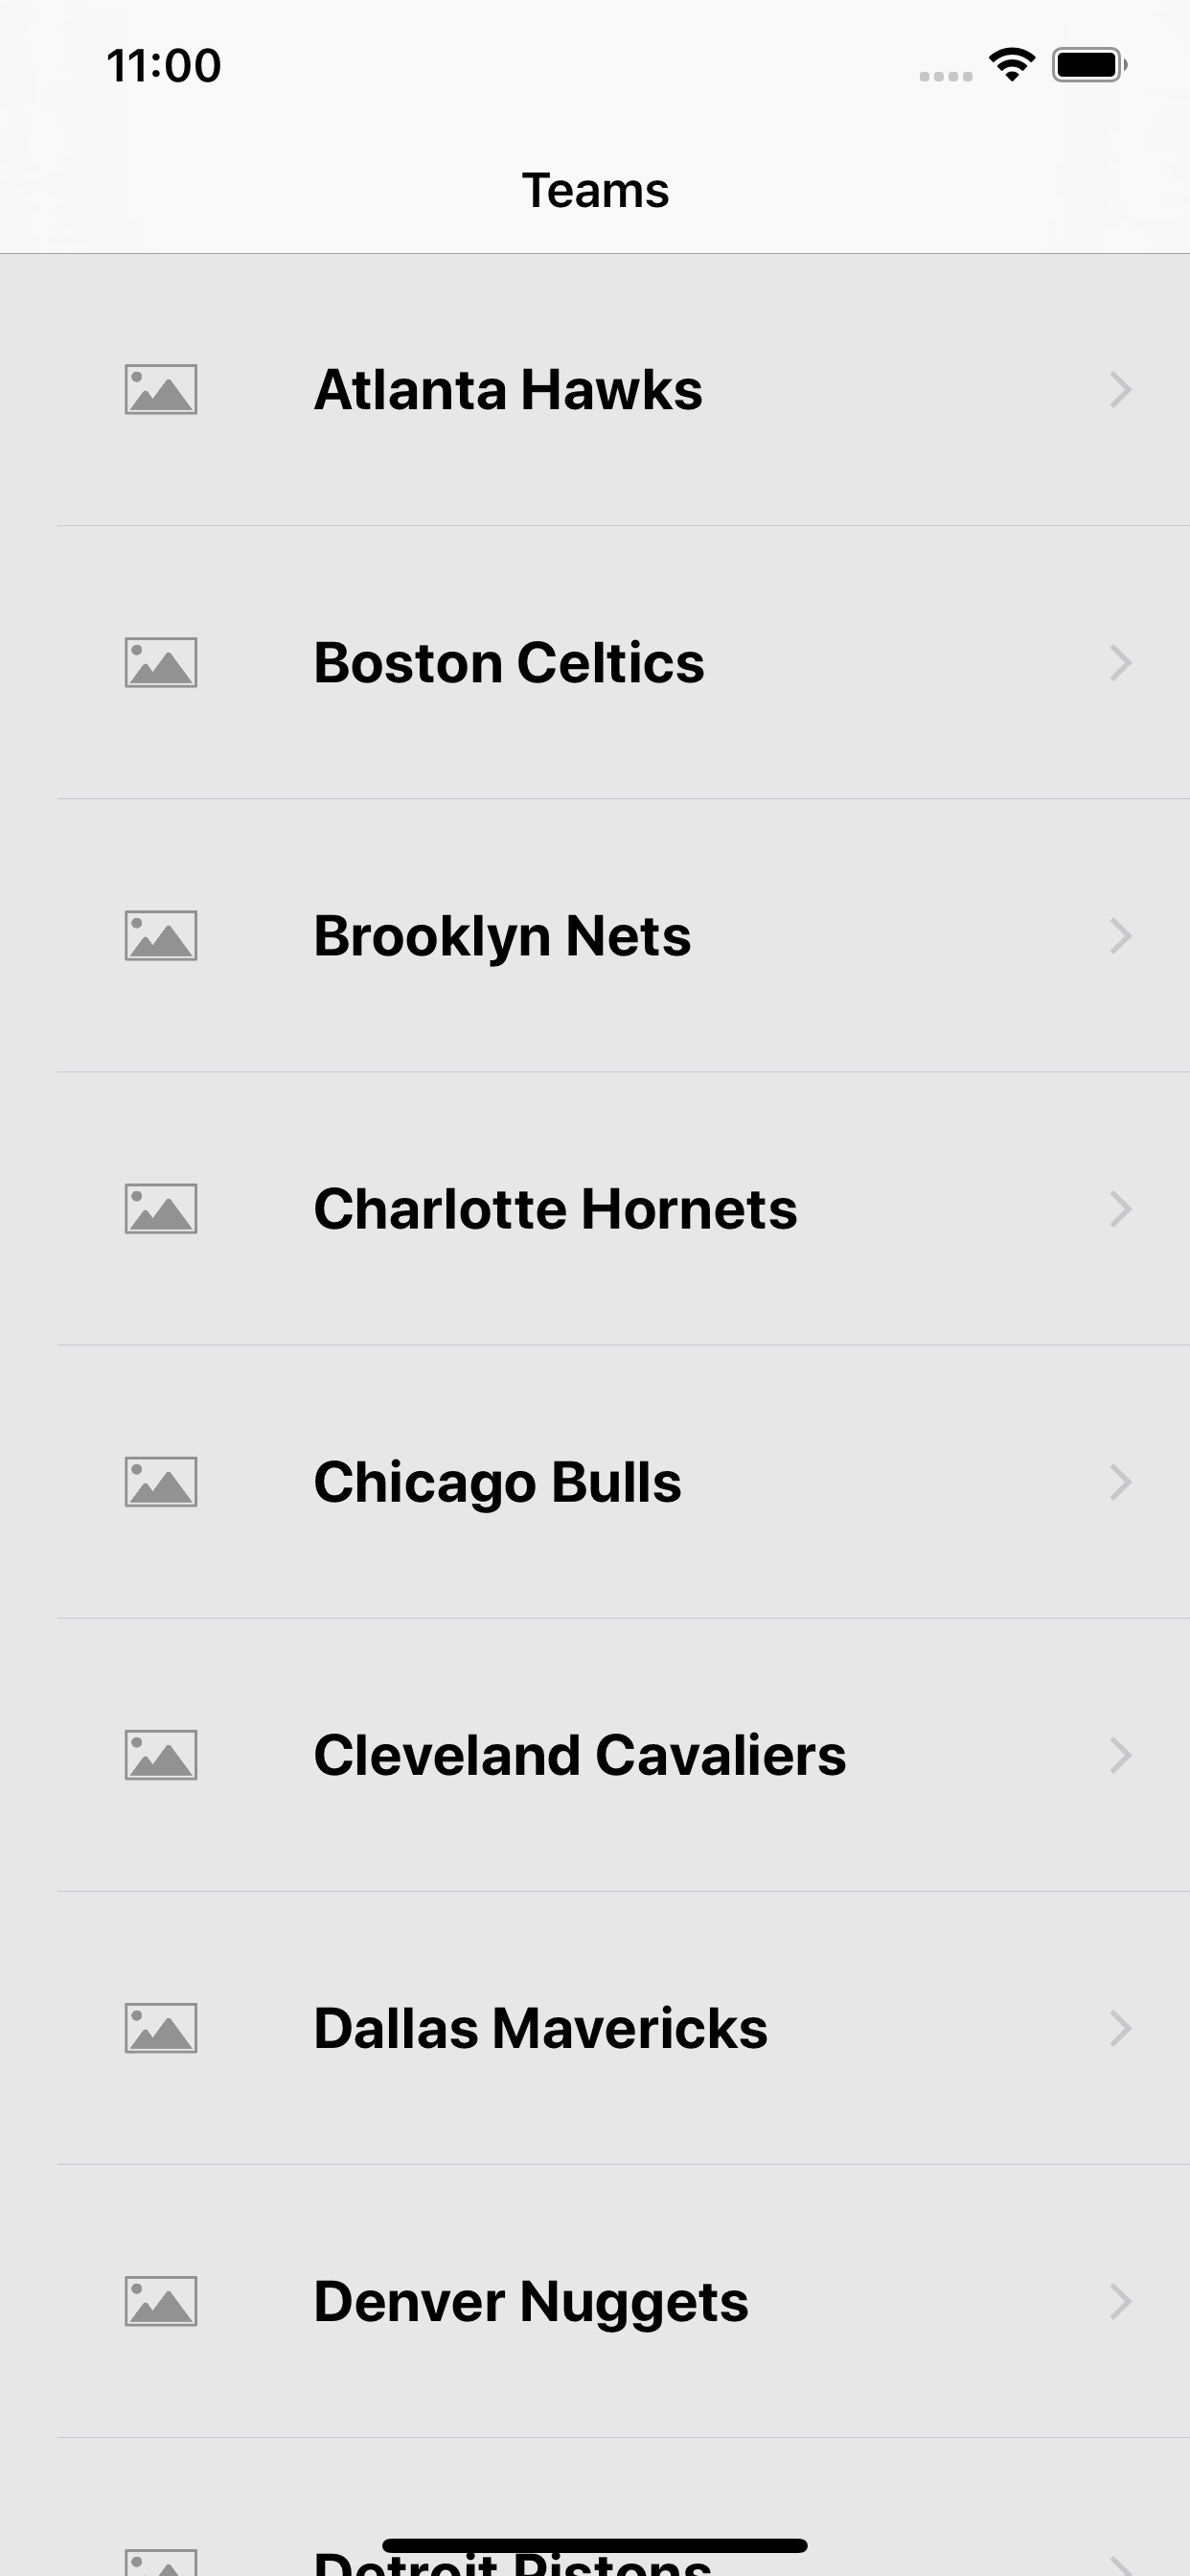 11:00
Teams
Atlanta Hawks
Boston Celtics
Brooklyn Nets
Charlotte Hornets
Chicago Bulls
Cleveland Cavaliers
Dallas Mavericks
Denver Nuggets
Detroit Pistons